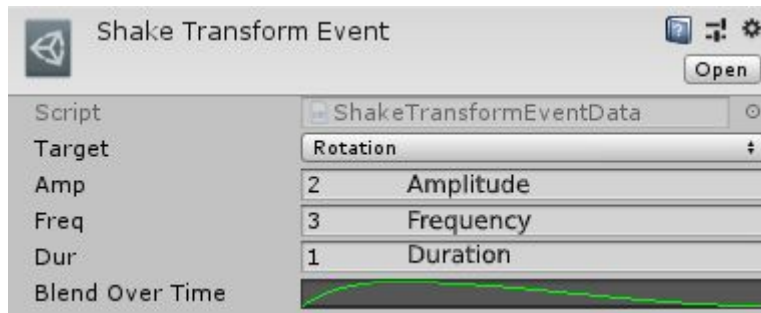 Shake Transform Event
Open
Script ShakeTransformEventData
Target Rotation
Amp 2 Amplitude
Freq 3 Frequency
Dur 1 Duration
Blend Over Time